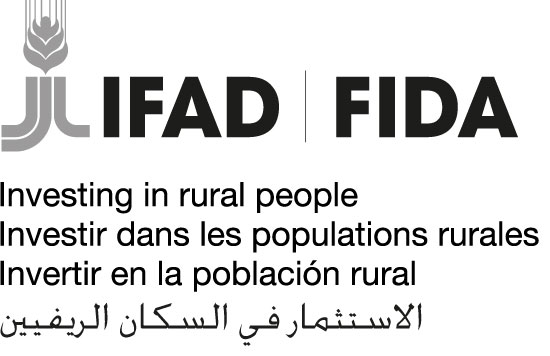 IFAD | FIDA
Investing in rural people
Investir dans les populations rurales
Invertir en la población rural
الاستثمار في السكان الريفيين